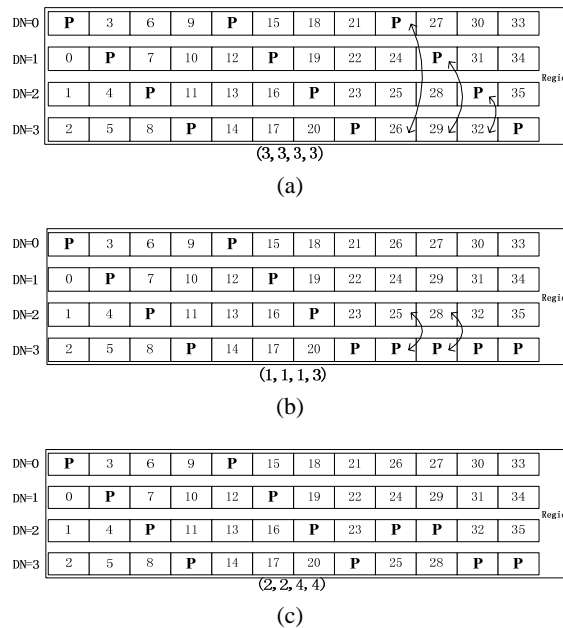 DN=0 P 3 6 9 P 15 18 21 P 27 30 33
DN=1 0 P 7 10 12 P 19 22 24 P 31 34
Regio
DN=2 1 4 P 11 13 16 P 23 25 28 P 35
DN=3 2 5 8 P 14 17 20 P 26 29 32 P
(3, 3, 3, 3)
(a)
DN=0 P 3 6 9 P 15 18 21 26 27 30 33
DN=1 0 P 7 10 12 P 19 22 24 29 31 34
Regio
DN=2 1 4 P 11 13 16 P 23 25 28 32 35
DN=3 2 5 8 P 14 17 20 P P P P P
(1, 1, 1, 3)
(b)
DN=0 P 3 6 9 P 15 18 21 26 27 30 33
DN=1 0 P 7 10 12 P 19 22 24 29 31 34
Regio
DN=2 1 4 P 11 13 16 P 23 P P 32 35
DN=3 2 5 8 P 14 17 20 P 25 28 P P
(2, 2, 4, 4)
(c)